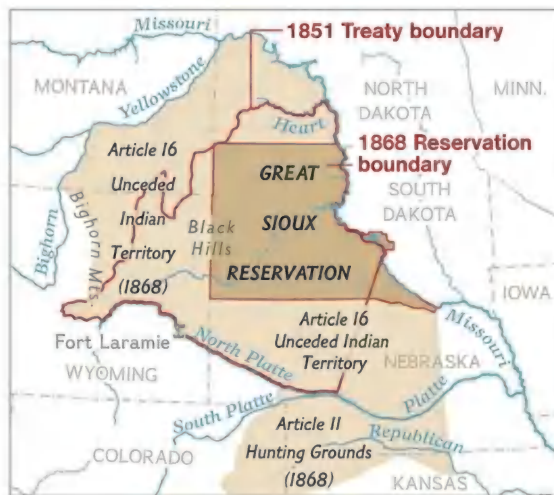 Missouri
1851 Treaty boundary
MONTANA
Yellowstone
NORTH
DAKOTA
MINN.
Heart
1868 Reservation
boundary
Article 16
Unceded
Indian
Territory
(1868)
GREAT
SIOUX
RESERVATION
Black
Hills
SOUTH
DAKOTA
Bighorn
Bighorn Mts.
IOWA
Article 16
Unceded Indian
Territory
Missouri
Fort Laramie
North Platte
NEBRASKA
WYOMING
South Platte
Platte
Article 11
Hunting Grounds
(1868)
Republican
COLORADO
KANSAS